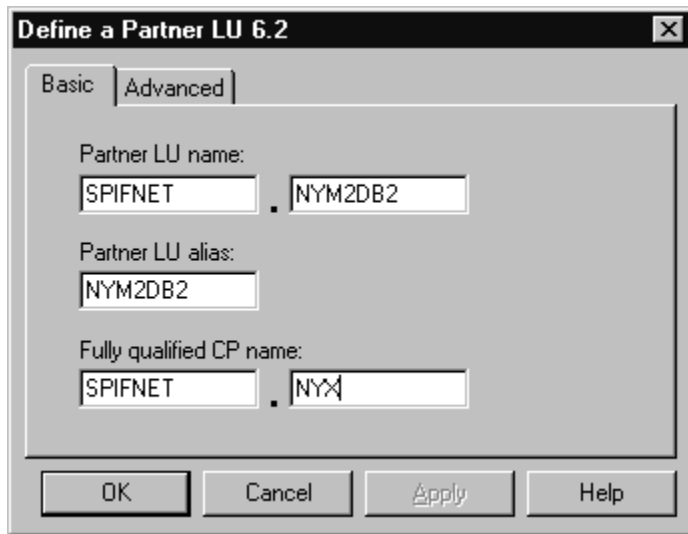 Define a Partner LU 6.2
Basic Advanced
Partner LU name:
SPIFNET . NYM2DB2
Partner LU alias:
NYM2DB2
Fully qualified CP name:
SPIFNET . NYX
OK Cancel Apply Help